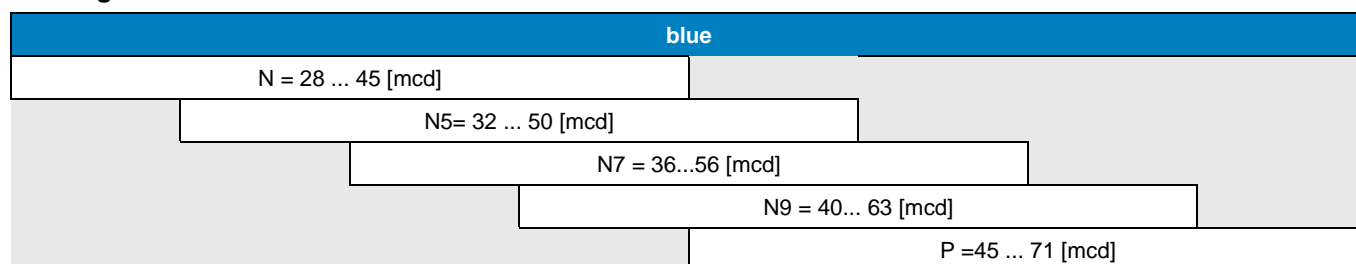 blue
N = 28 ... 45 [mcd]
N5= 32 ... 50 [mcd]
N7 = 36...56 [mcd]
N9 = 40... 63 [mcd]
P =45 ... 71 [mcd]